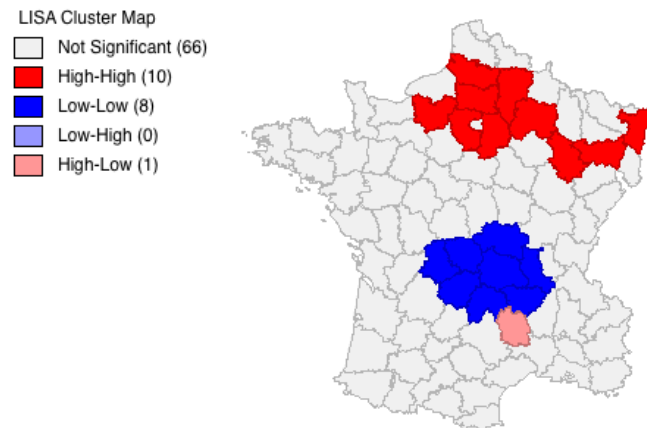 LISA Cluster Map
Not Significant (66)
High-High (10)
Low-Low (8)
Low-High (0)
High-Low (1)